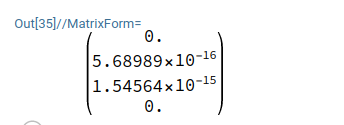 Out[35]//MatrixForm=
0.
5.68989×10⁻¹⁶
1.54564×10⁻¹⁵
0.